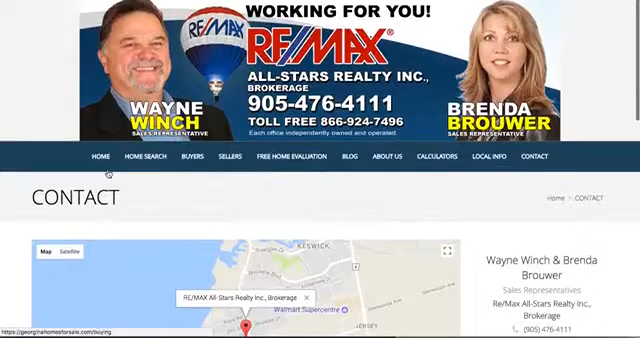 WORKING FOR YOU!
RE/MAX
RE/MAX
ALL-STARS REALTY INC.,
BROKERAGE
905-476-4111
TOLL FREE 866-924-7496
Each office independently owned and operated.
WAYNE
WINCH
SALES REPRESENTATIVE
BRENDA
BROUWER
SALES REPRESENTATIVE
HOME HOME SEARCH BUYERS SELLERS FREE HOME EVALUATION BLOG ABOUT US CALCULATORS LOCAL INFO CONTACT
CONTACT
Home > CONTACT
Map Satellite
KESWICK
RE/MAX All-Stars Realty Inc., Brokerage
Walmart Supercentre
JERSEY
Wayne Winch & Brenda
Brouwer
Sales Representatives
Re/Max All-Stars Realty Inc.,
Brokerage
(905) 476-4111
https://georginahomesforsale.com/buying